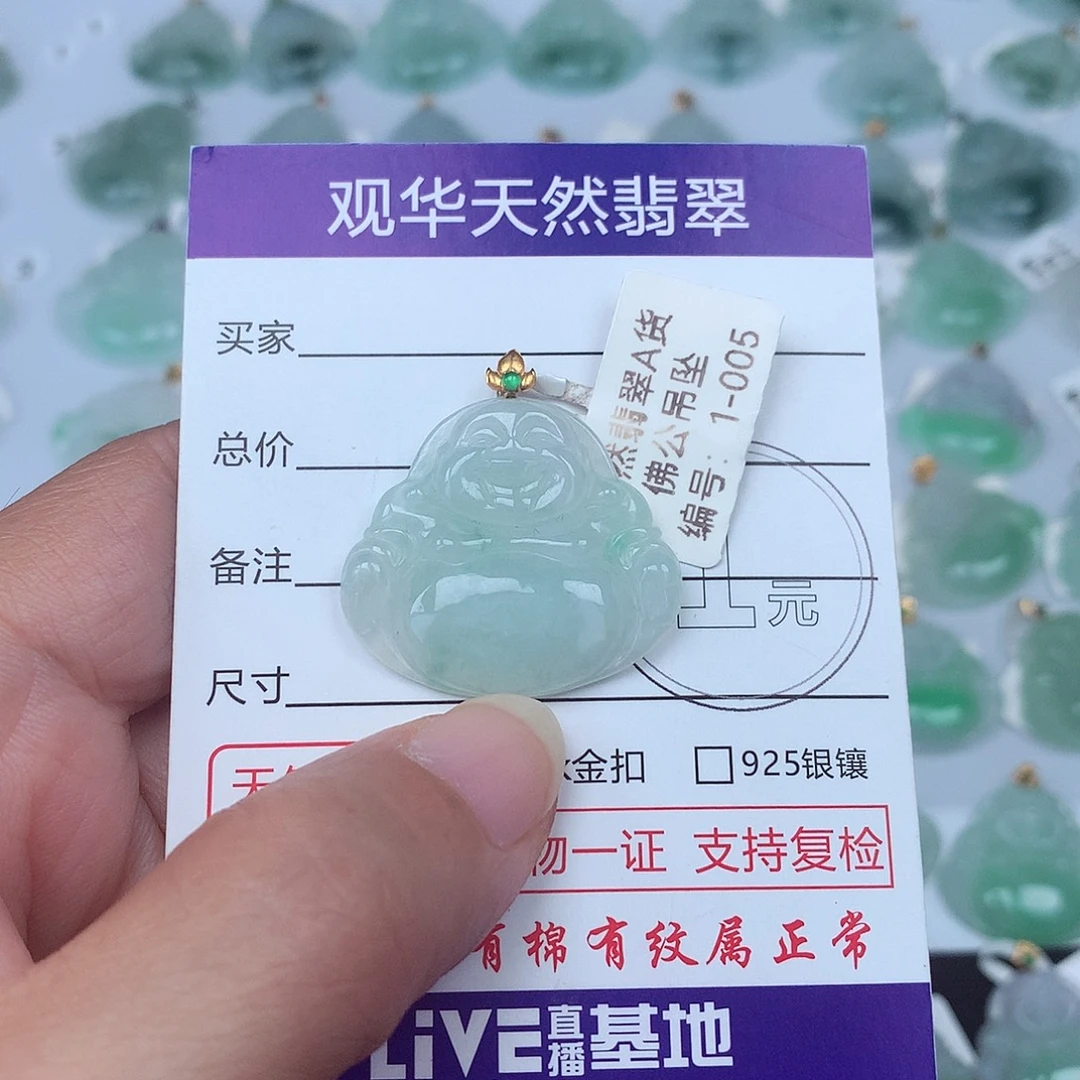 观华天然翡翠
买家
总价
备注
尺寸
然翡翠A货
佛公吊坠
编号: 1-005
1元
金扣 □925银镶
物一证 支持复检
有棉有纹属正常
LiVE直播基地